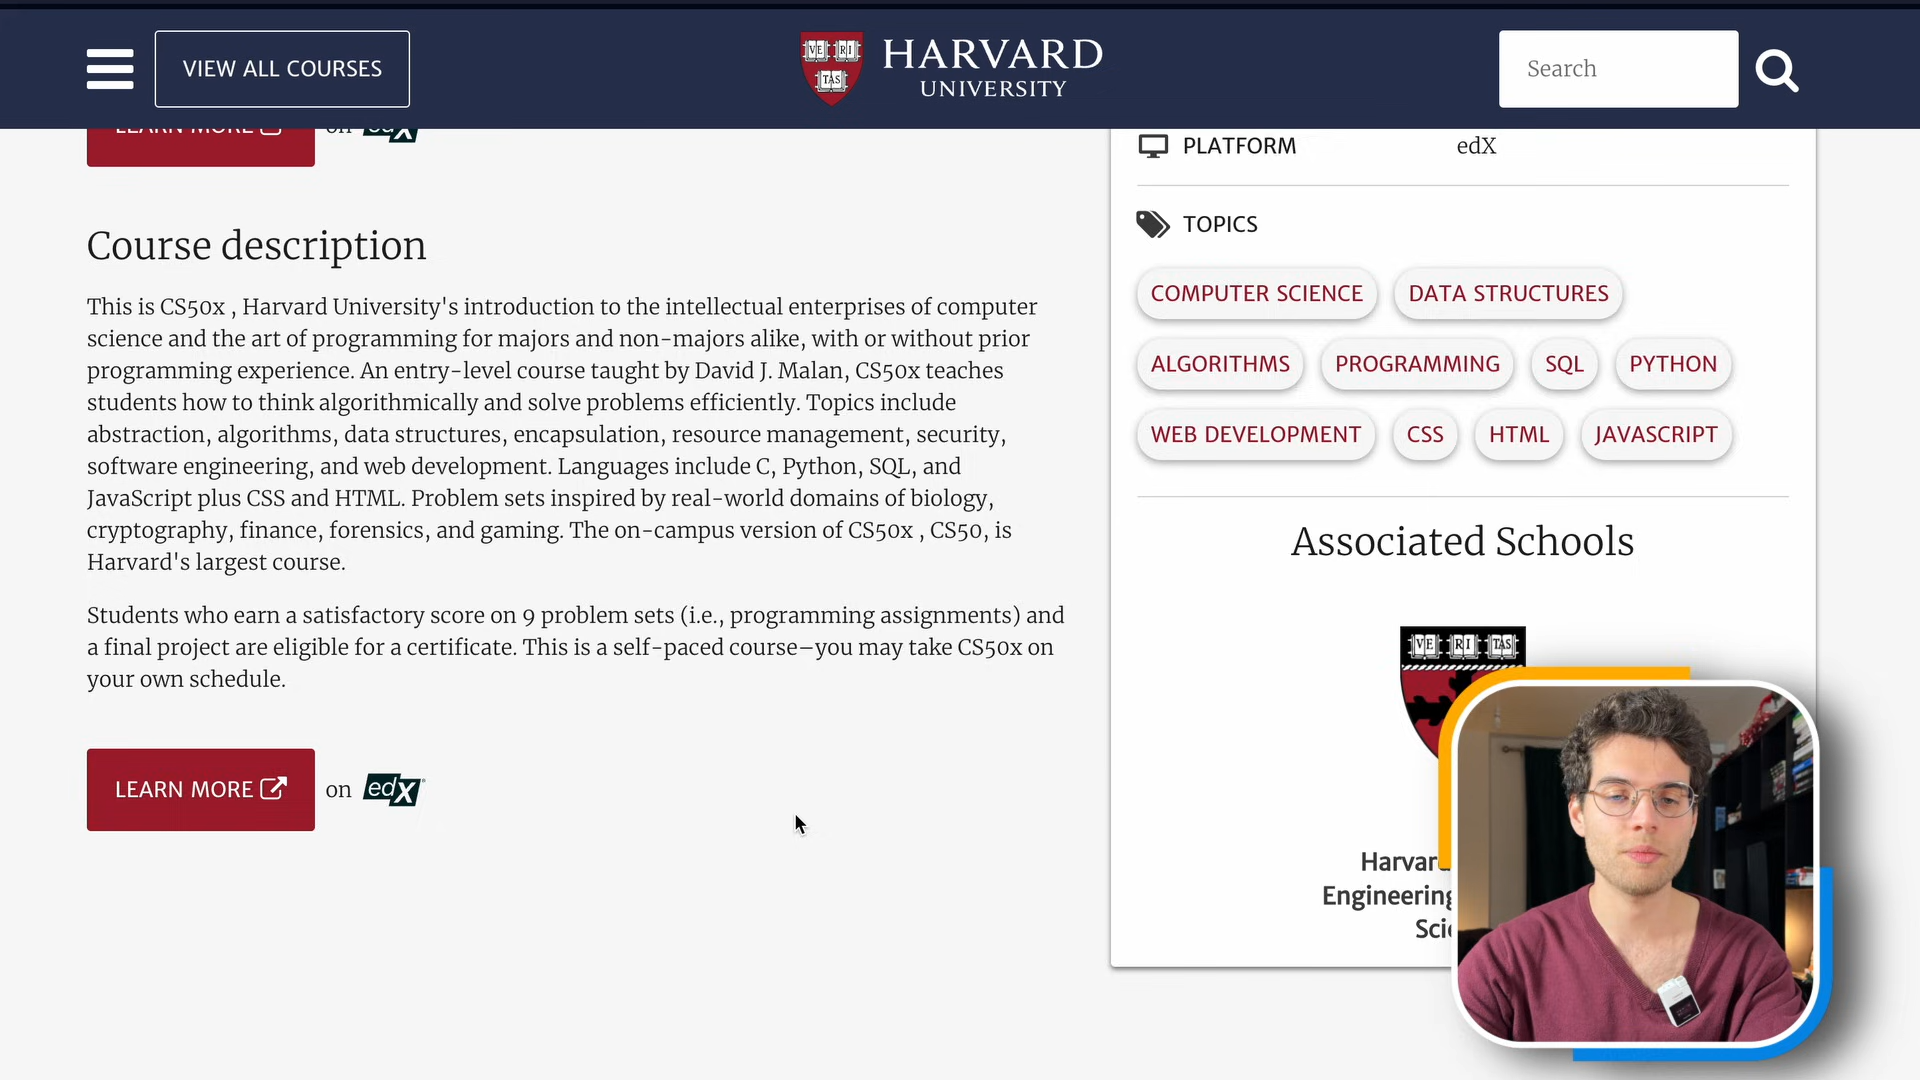 VIEW ALL COURSES
VE RI TAS
HARVARD
UNIVERSITY
Search
LEARN MORE on edX
PLATFORM edX
TOPICS
COMPUTER SCIENCE DATA STRUCTURES
ALGORITHMS PROGRAMMING SQL PYTHON
WEB DEVELOPMENT CSS HTML JAVASCRIPT
Course description
This is CS50x , Harvard University's introduction to the intellectual enterprises of computer
science and the art of programming for majors and non-majors alike, with or without prior
programming experience. An entry-level course taught by David J. Malan, CS50x teaches
students how to think algorithmically and solve problems efficiently. Topics include
abstraction, algorithms, data structures, encapsulation, resource management, security,
software engineering, and web development. Languages include C, Python, SQL, and
JavaScript plus CSS and HTML. Problem sets inspired by real-world domains of biology,
cryptography, finance, forensics, and gaming. The on-campus version of CS50x , CS50, is
Harvard's largest course.
Students who earn a satisfactory score on 9 problem sets (i.e., programming assignments) and
a final project are eligible for a certificate. This is a self-paced course–you may take CS50x on
your own schedule.
LEARN MORE on edX
Associated Schools
VE RI TAS
Harvar
Engineering
Scie